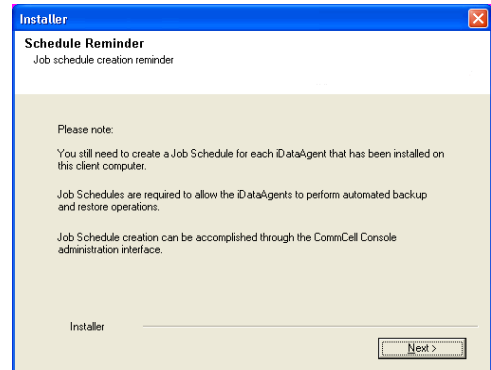 Installer
Schedule Reminder
Job schedule creation reminder
Please note:
You still need to create a Job Schedule for each iDataAgent that has been installed on
this client computer.
Job Schedules are required to allow the iDataAgents to perform automated backup
and restore operations.
Job Schedule creation can be accomplished through the CommCell Console
administration interface.
Installer
Next >